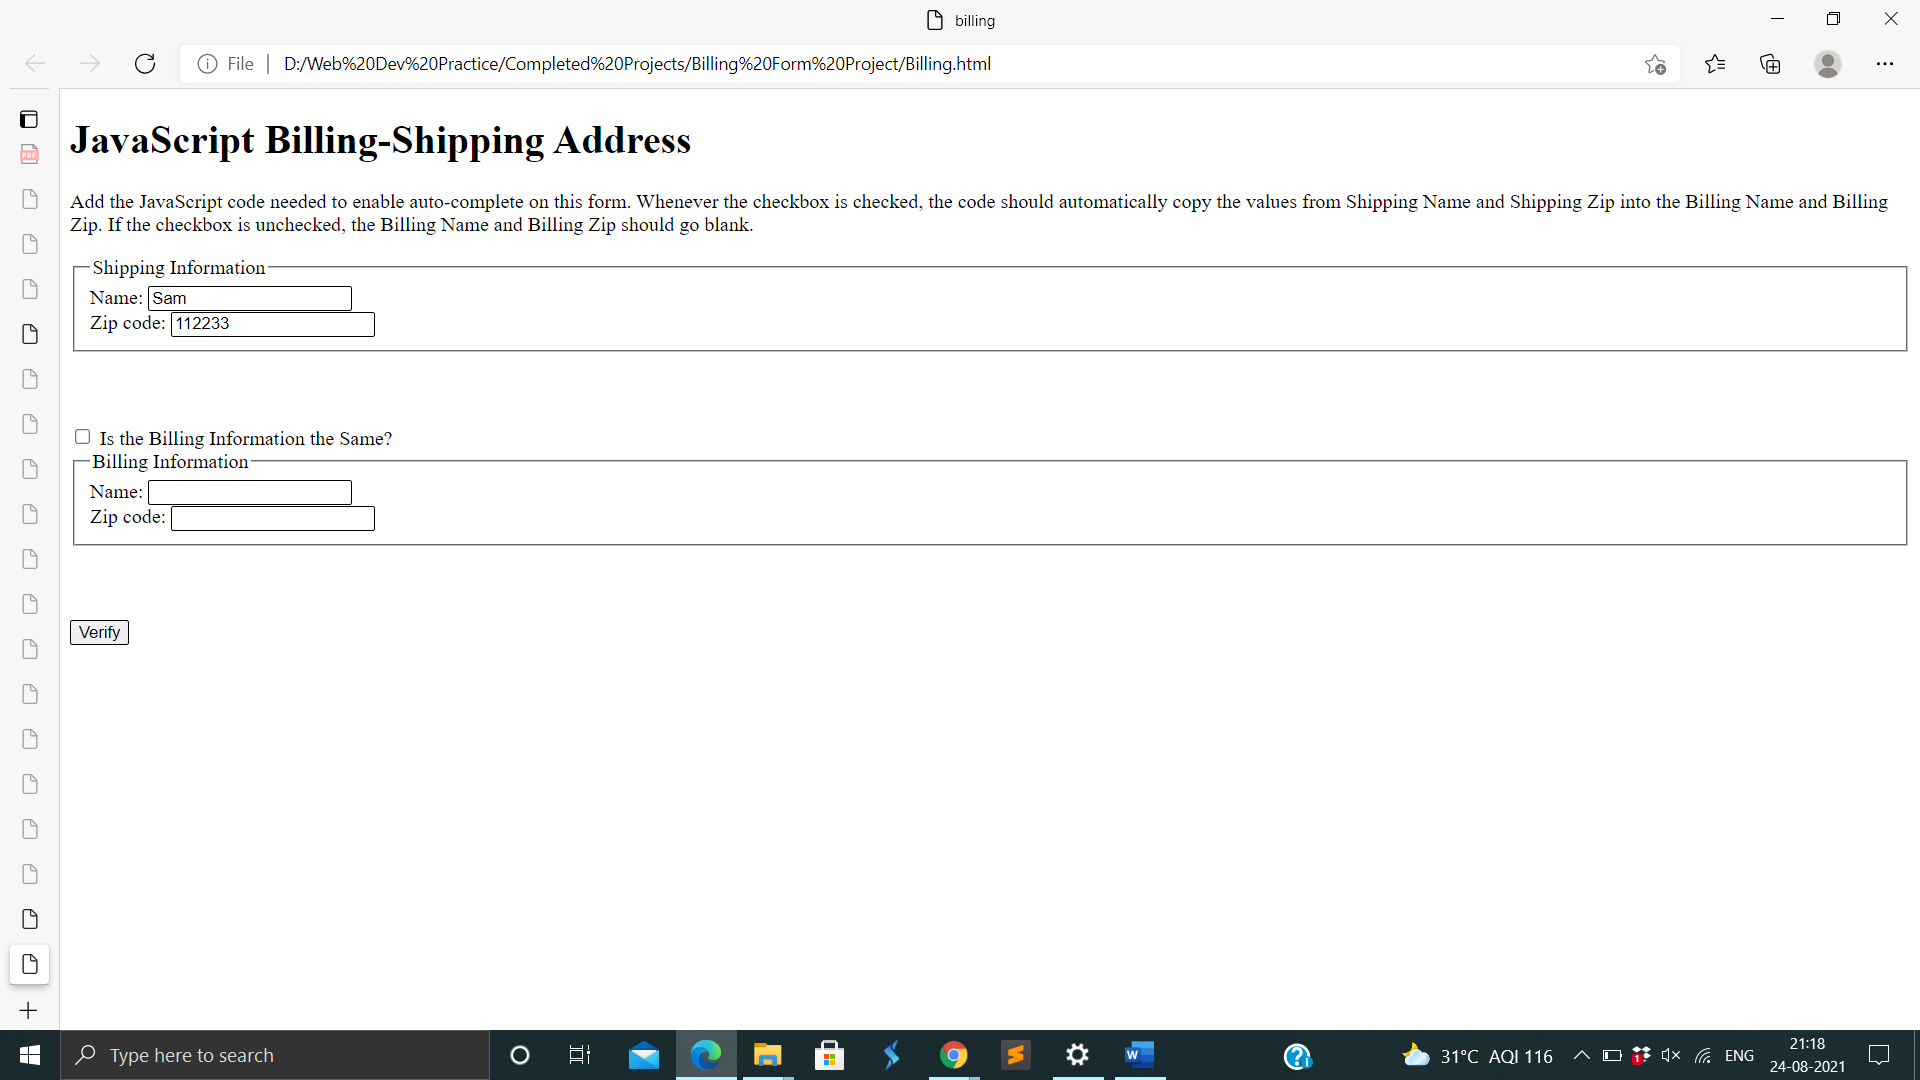 billing
File
D:/Web%20Dev%20Practice/Completed%20Projects/Billing%20Form%20Project/Billing.html
PDF
JavaScript Billing-Shipping Address
Add the JavaScript code needed to enable auto-complete on this form. Whenever the checkbox is checked, the code should automatically copy the values from Shipping Name and Shipping Zip into the Billing Name and Billing
Zip. If the checkbox is unchecked, the Billing Name and Billing Zip should go blank.
Shipping Information
Name: Sam
Zip code: 112233
Is the Billing Information the Same?
Billing Information
Name:
Zip code:
Verify
Type here to search
W
31°C AQI 116
1
ENG
21:18
24-08-2021